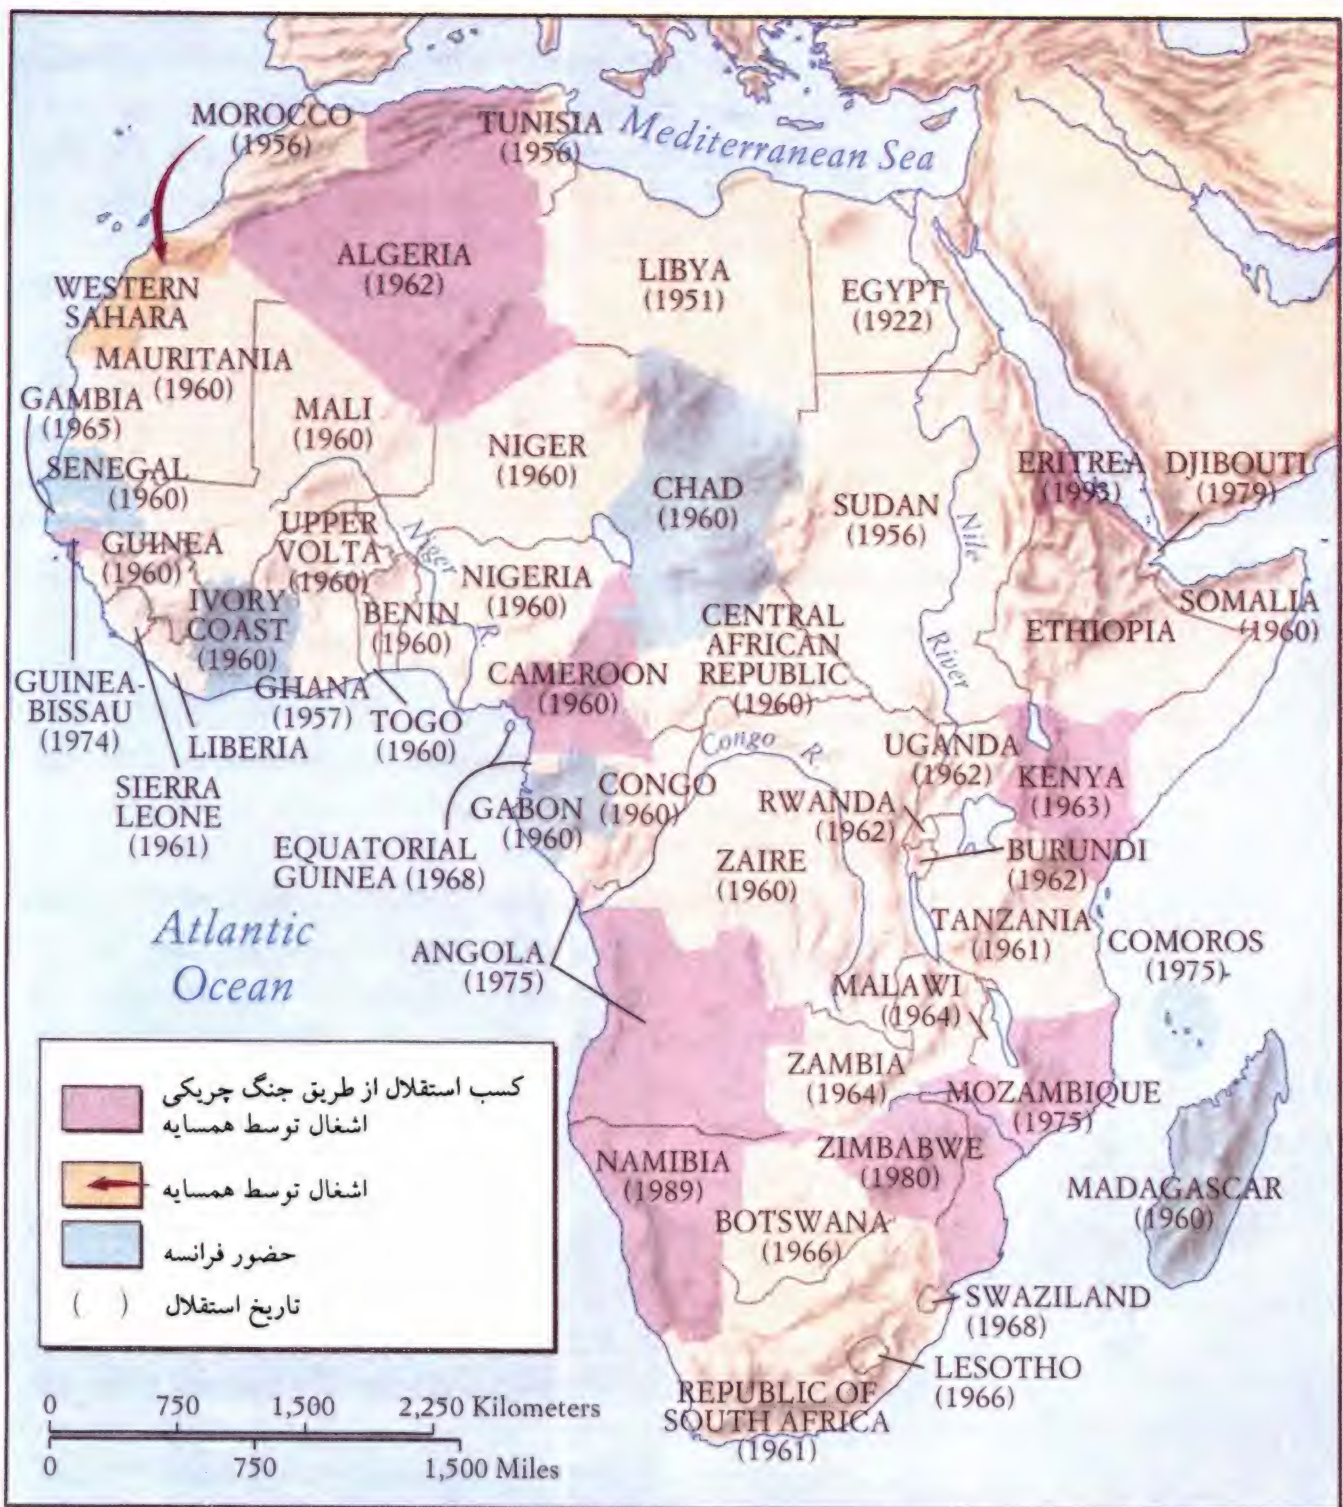 MOROCCO
(1956)
TUNISIA
(1956)
Mediterranean Sea
ALGERIA
(1962)
LIBYA
(1951)
EGYPT
(1922)
WESTERN
SAHARA
MAURITANIA
(1960)
GAMBIA
(1965)
MALI
(1960)
NIGER
(1960)
SENEGAL
(1960)
CHAD
(1960)
SUDAN
(1956)
ERITREA
(1993)
DJIBOUTI
(1979)
Nile
River
GUINEA
(1960)
UPPER
VOLTA
(1960)
Niger
R.
NIGERIA
(1960)
IVORY
COAST
(1960)
BENIN
(1960)
CENTRAL
AFRICAN
REPUBLIC
(1960)
ETHIOPIA
SOMALIA
(1960)
GUINEA-
BISSAU
(1974)
GHANA
(1957)
TOGO
(1960)
CAMEROON
(1960)
LIBERIA
SIERRA
LEONE
(1961)
Congo R.
UGANDA
(1962)
KENYA
(1963)
EQUATORIAL
GUINEA (1968)
GABON
(1960)
CONGO
(1960)
RWANDA
(1962)
ZAIRE
(1960)
BURUNDI
(1962)
Atlantic
Ocean
ANGOLA
(1975)
TANZANIA
(1961)
COMOROS
(1975)
MALAWI
(1964)
ZAMBIA
(1964)
MOZAMBIQUE
(1975)
NAMIBIA
(1989)
ZIMBABWE
(1980)
MADAGASCAR
(1960)
BOTSWANA
(1966)
SWAZILAND
(1968)
LESOTHO
(1966)
REPUBLIC OF
SOUTH AFRICA
(1961)
کسب استقلال از طریق جنگ چریکی
اشغال توسط همسایه
اشغال توسط همسایه
حضور فرانسه
تاریخ استقلال ( )
0 750 1,500 2,250 Kilometers
0 750 1,500 Miles